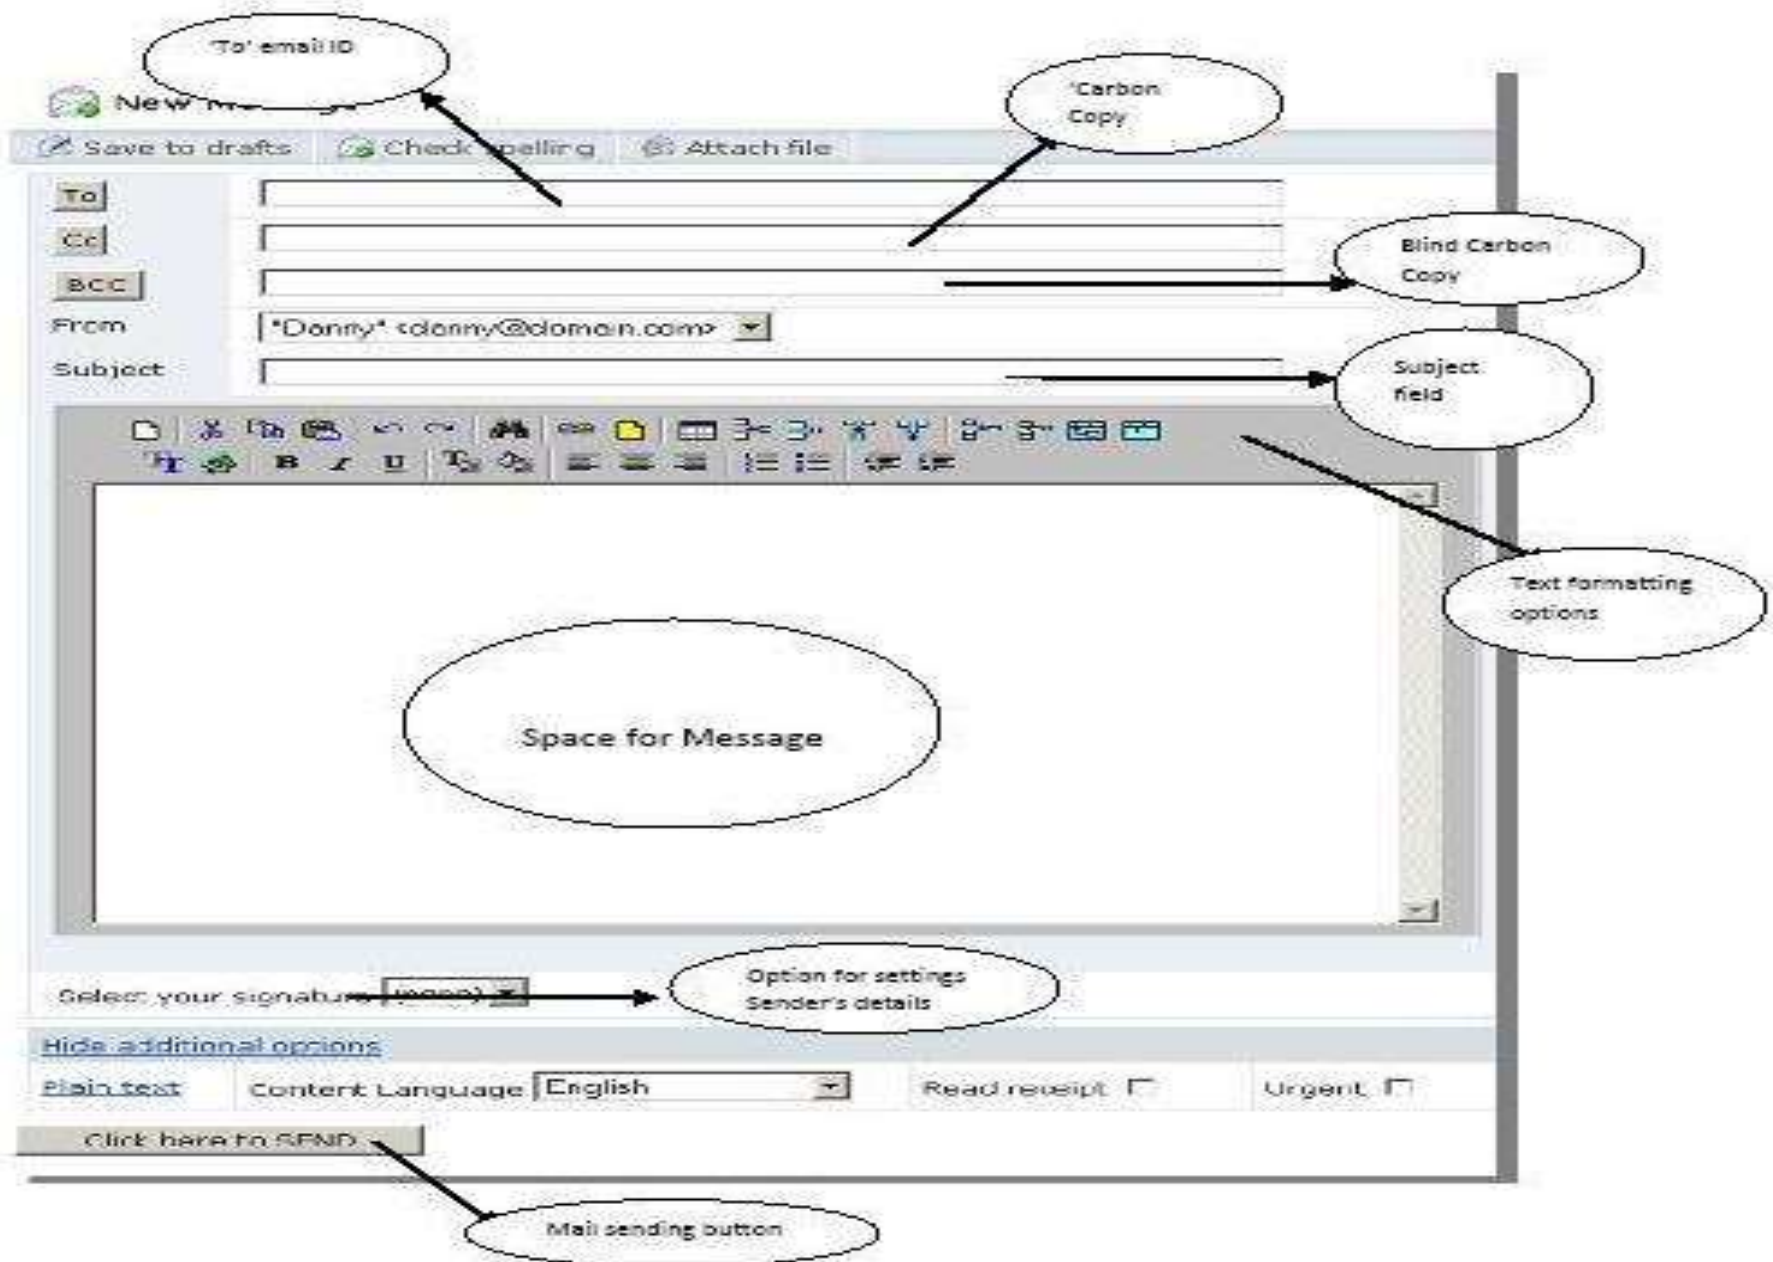 'To' email ID
'Carbon
Copy
New
Save to drafts
Check spelling
Attach file
To
Cc
BCC
Blind Carbon
Copy
From
"Danny" <danny@domain.com>
Subject
Subject
field
B I U
Text formatting
options
Space for Message
Select your signature (none)
Option for settings
Sender's details
Hide additional options
Plain text
Content Language English
Read receipt
Urgent
Click here to SEND
Mail sending button